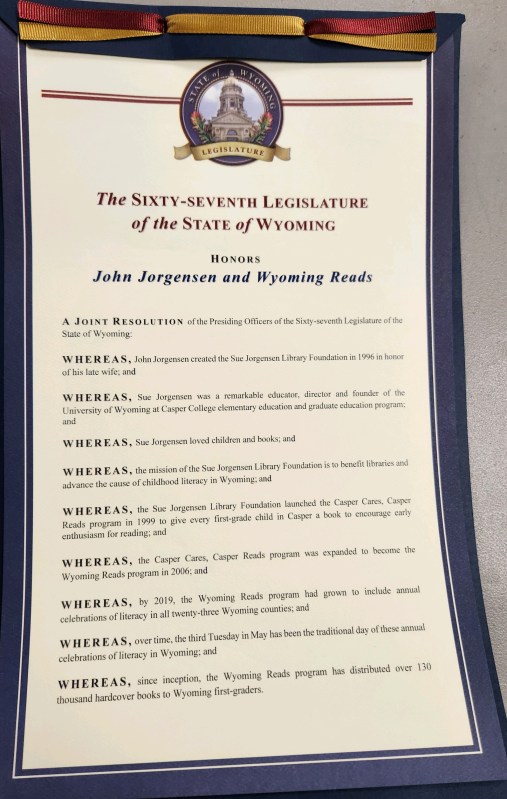 STATE of WYOMING
LEGISLATURE
The SIXTY-SEVENTH LEGISLATURE
of the STATE of WYOMING
HONORS
John Jorgensen and Wyoming Reads
A JOINT RESOLUTION of the Presiding Officers of the Sixty-seventh Legislature of the
State of Wyoming:
WHEREAS, John Jorgensen created the Sue Jorgensen Library Foundation in 1996 in honor
of his late wife; and
WHEREAS, Sue Jorgensen was a remarkable educator, director and founder of the
University of Wyoming at Casper College elementary education and graduate education program;
and
WHEREAS, Sue Jorgensen loved children and books; and
WHEREAS, the mission of the Sue Jorgensen Library Foundation is to benefit libraries and
advance the cause of childhood literacy in Wyoming; and
WHEREAS, the Sue Jorgensen Library Foundation launched the Casper Cares, Casper
Reads program in 1999 to give every first-grade child in Casper a book to encourage early
enthusiasm for reading; and
WHEREAS, the Casper Cares, Casper Reads program was expanded to become the
Wyoming Reads program in 2006; and
WHEREAS, by 2019, the Wyoming Reads program had grown to include annual
celebrations of literacy in all twenty-three Wyoming counties; and
WHEREAS, over time, the third Tuesday in May has been the traditional day of these annual
celebrations of literacy in Wyoming; and
WHEREAS, since inception, the Wyoming Reads program has distributed over 130
thousand hardcover books to Wyoming first-graders.